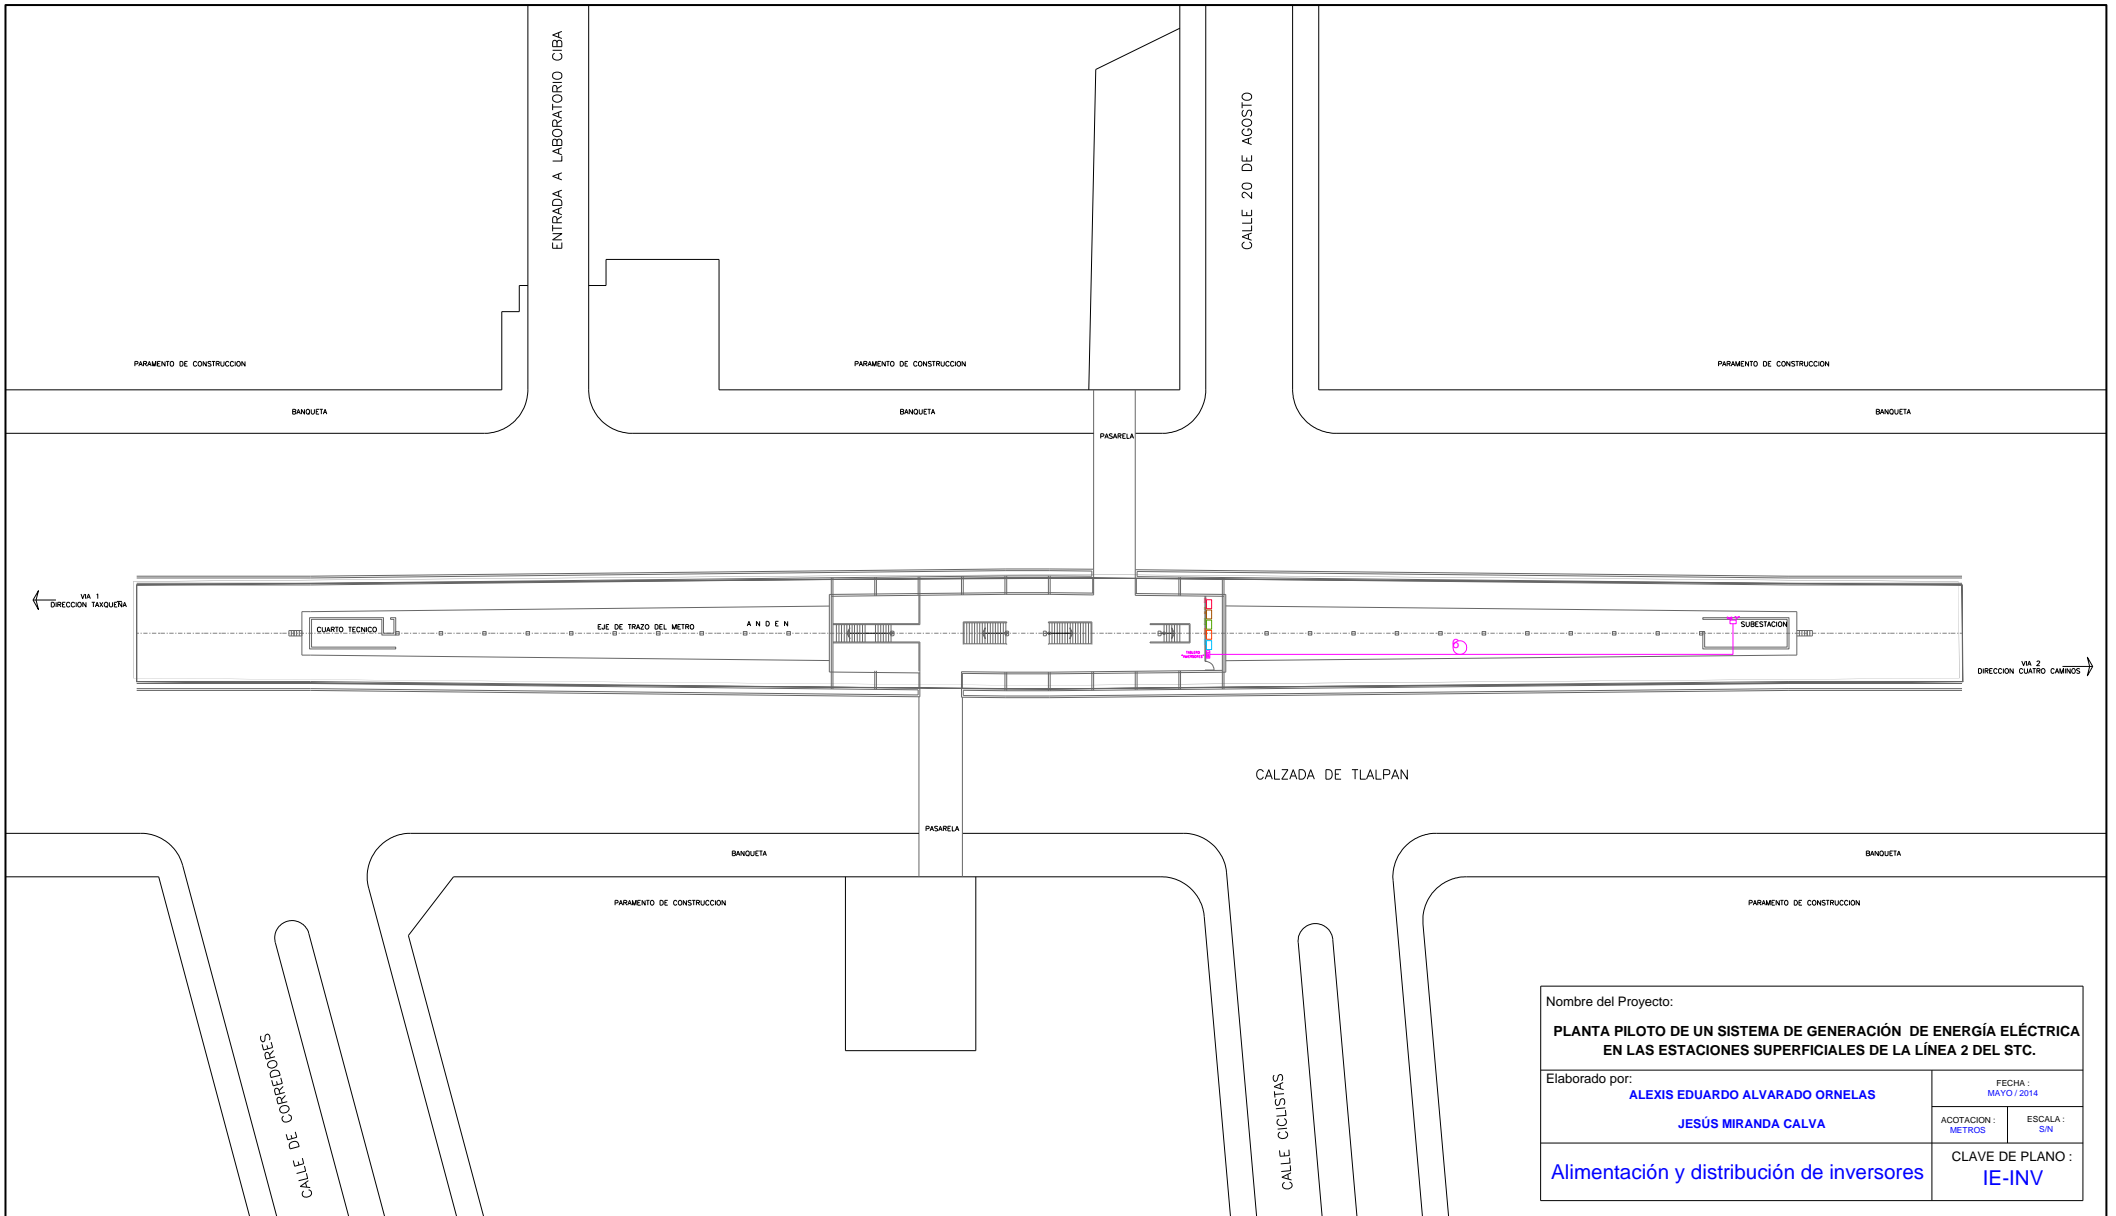 ENTRADA A LABORATORIO CIBA
CALLE 20 DE AGOSTO
PARAMENTO DE CONSTRUCCION
PARAMENTO DE CONSTRUCCION
PARAMENTO DE CONSTRUCCION
BANQUETA
BANQUETA
BANQUETA
PASARELA
VIA 1
DIRECCION TAXQUEÑA
CUARTO TECNICO
EJE DE TRAZO DEL METRO
A N D E N
TABLERO
"INVERSORES"
6
SUBESTACION
VIA 2
DIRECCION CUATRO CAMINOS
CALZADA DE TLALPAN
PASARELA
BANQUETA
BANQUETA
PARAMENTO DE CONSTRUCCION
PARAMENTO DE CONSTRUCCION
CALLE DE CORREDORES
CALLE CICLISTAS
Nombre del Proyecto:
PLANTA PILOTO DE UN SISTEMA DE GENERACIÓN DE ENERGÍA ELÉCTRICA
EN LAS ESTACIONES SUPERFICIALES DE LA LÍNEA 2 DEL STC.
Elaborado por:
ALEXIS EDUARDO ALVARADO ORNELAS
JESÚS MIRANDA CALVA
FECHA :
MAYO / 2014
ACOTACION :
METROS
ESCALA :
S/N
Alimentación y distribución de inversores
CLAVE DE PLANO :
IE-INV